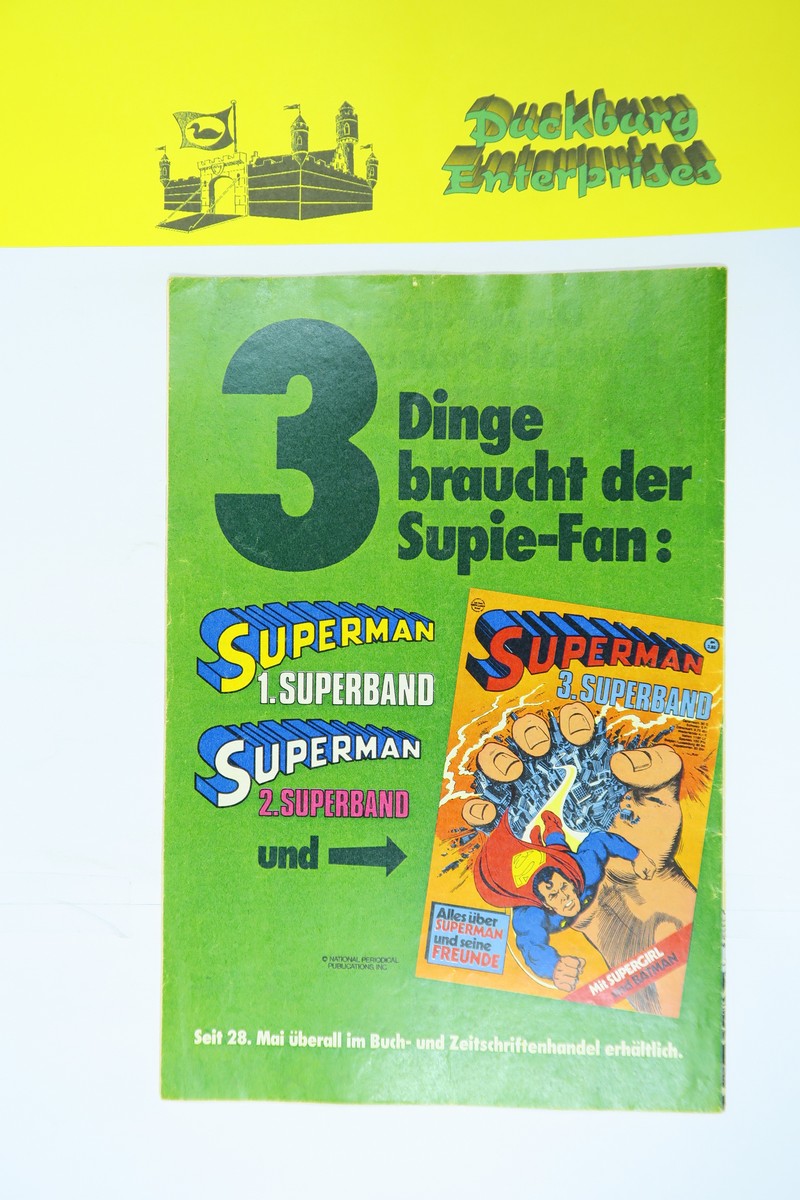 Duckburg
Enterprises
3 Dinge
braucht der
Supie-Fan:
SUPERMAN
1. SUPERBAND
SUPERMAN
2. SUPERBAND
und
SUPERMAN
3. SUPERBAND
Alles über
SUPERMAN
und seine
FREUNDE
Mit SUPERGIRL
und BATMAN
© NATIONAL PERIODICAL
PUBLICATIONS, INC.
Seit 28. Mai überall im Buch- und Zeitschriftenhandel erhältlich.